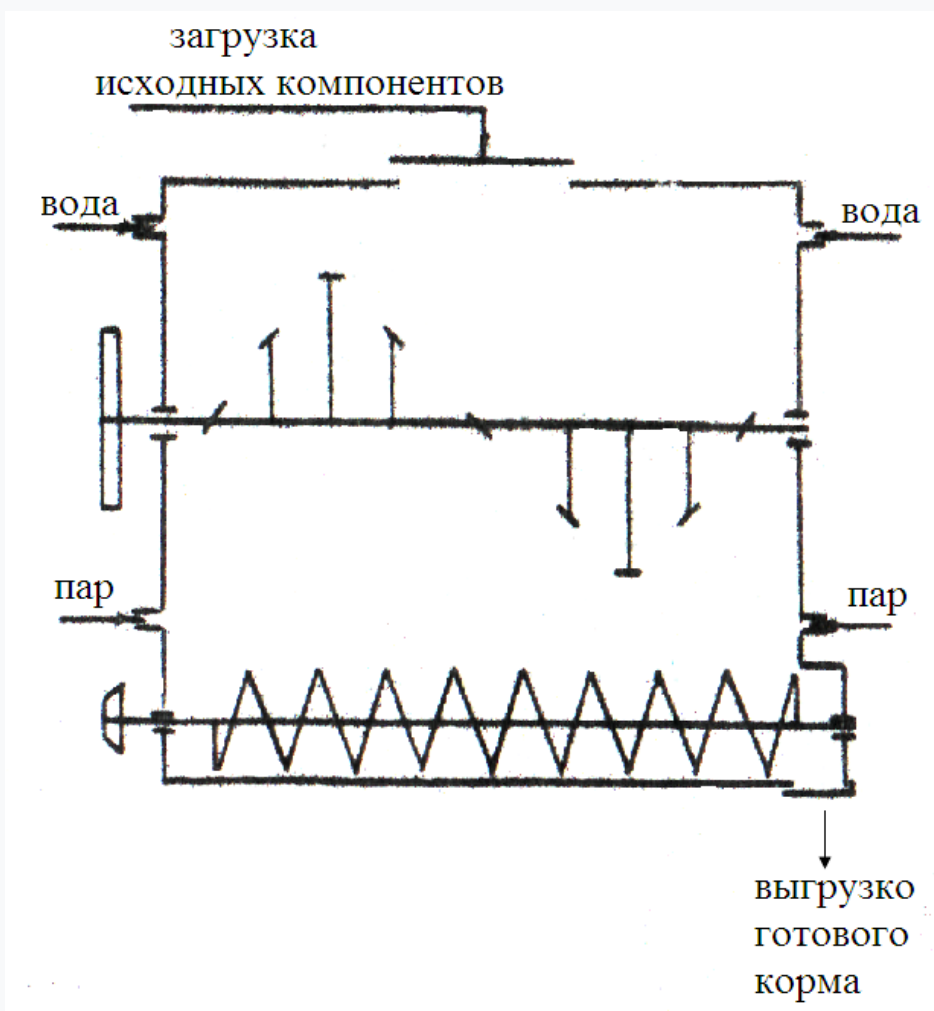 загрузка
исходных компонентов
вода
вода
пар
пар
выгрузко
готового
корма